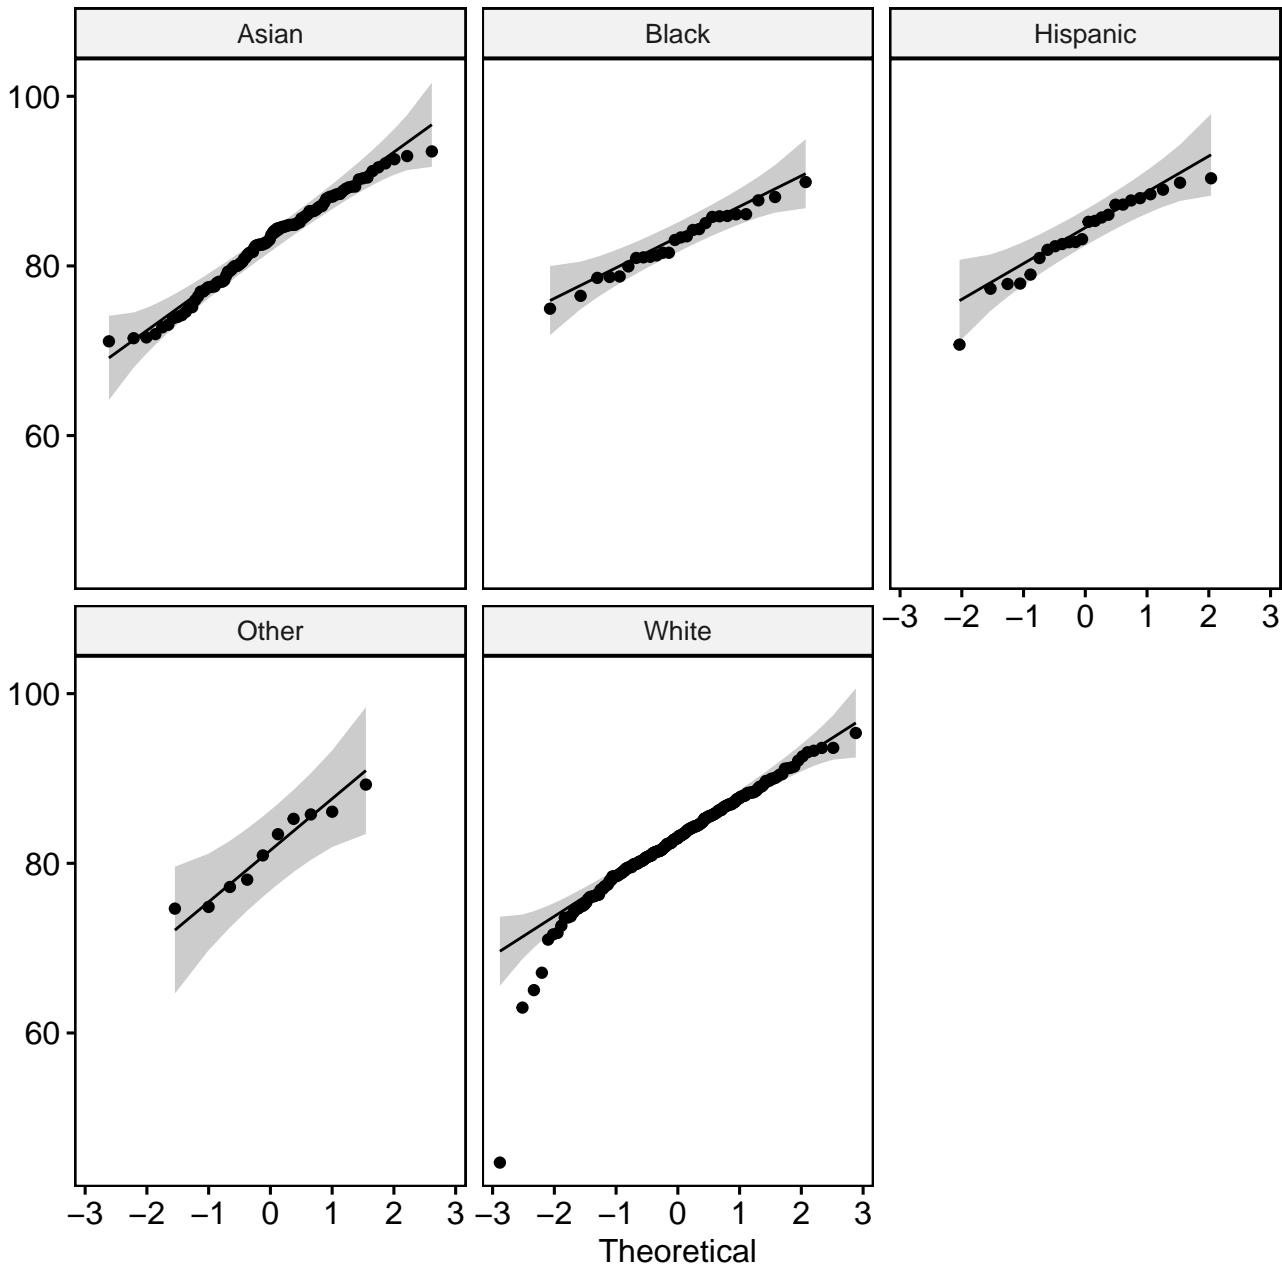 Asian Black Hispanic
100
80
60
–3 –2 –1 0 1 2 3
Other White
100
80
60
–3 –2 –1 0 1 2 3 –3 –2 –1 0 1 2 3
Theoretical